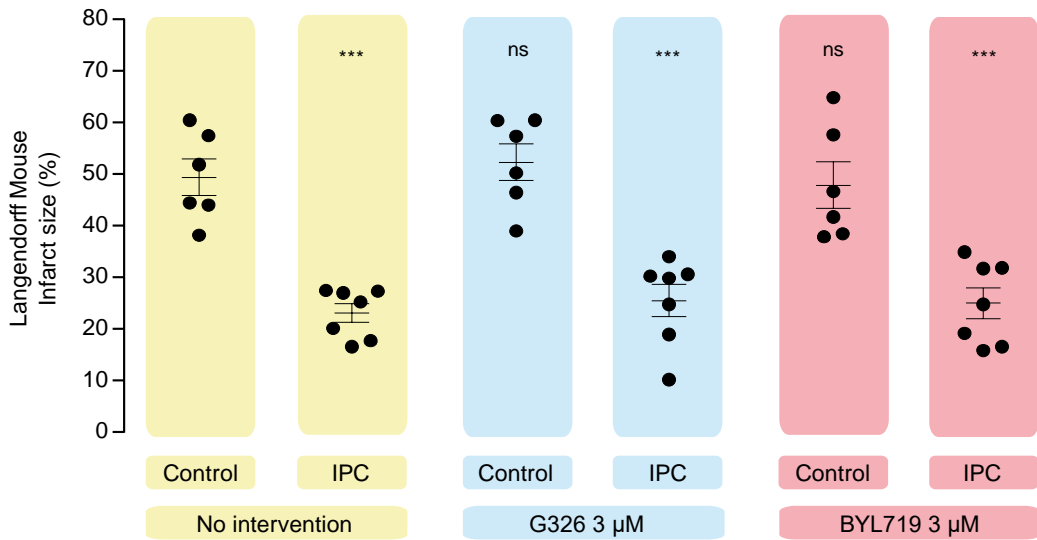 Langendorff Mouse
Infarct size (%)
80
70
60
50
40
30
20
10
0
*** ns *** ns ***
Control IPC Control IPC Control IPC
No intervention G326 3 µM BYL719 3 µM